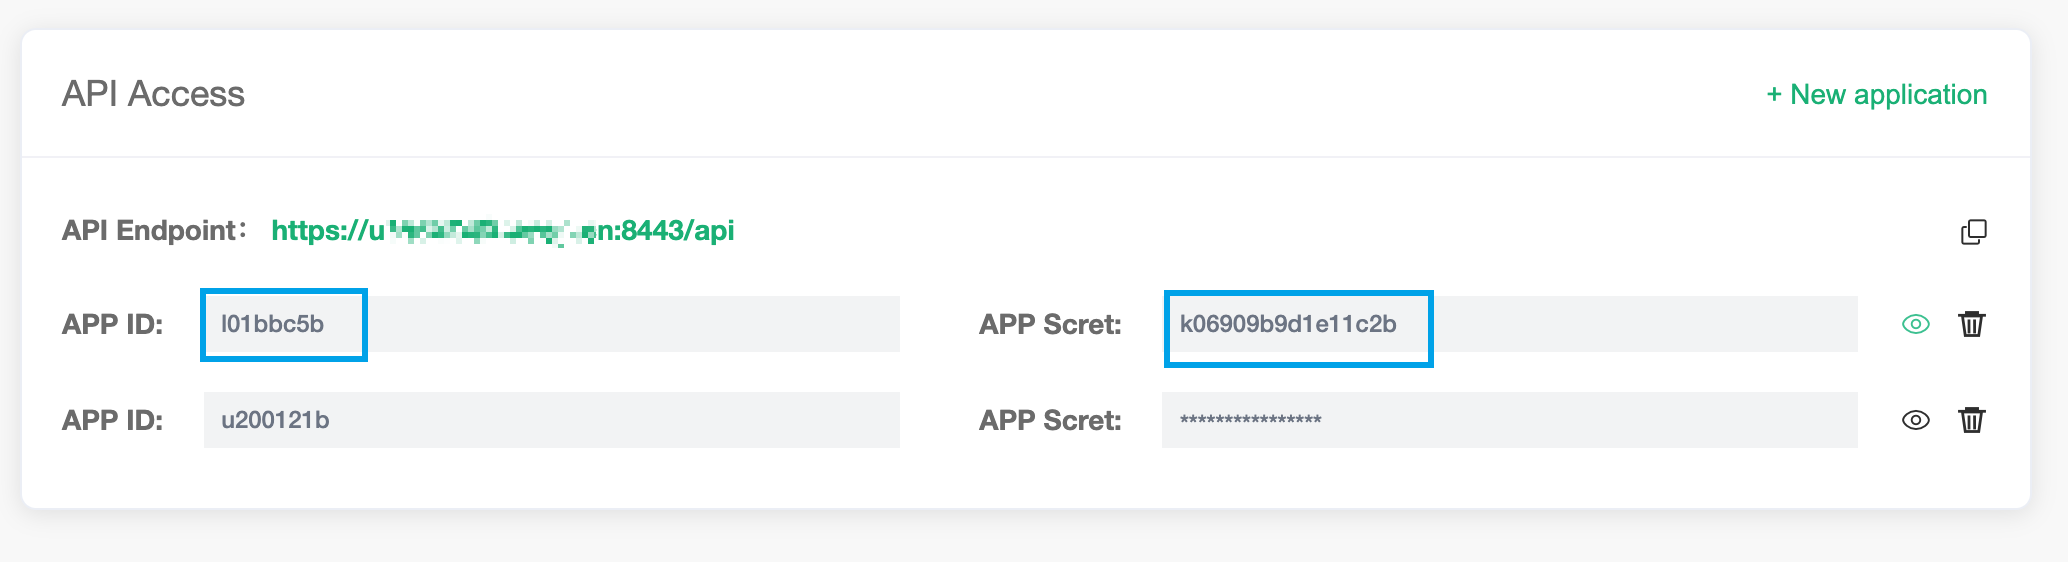 API Access
+ New application
API Endpoint: https://u n:8443/api
APP ID: l01bbc5b APP Scret: k06909b9d1e11c2b
APP ID: u200121b APP Scret: ****************